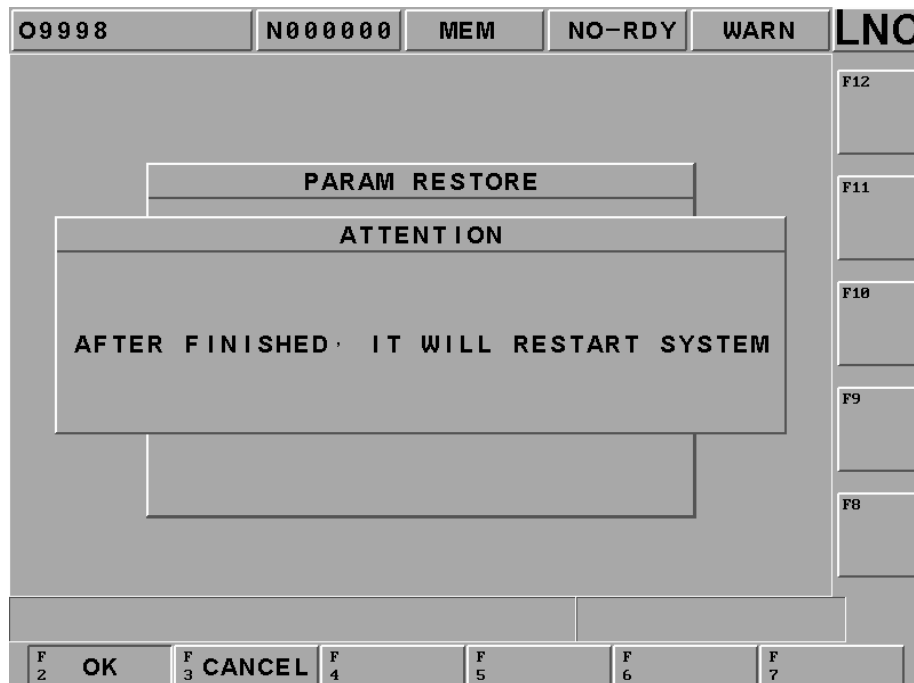 O9998 N000000 MEM NO-RDY WARN LNC
F12
PARAM RESTORE
F11
ATTENTION
F10
AFTER FINISHED, IT WILL RESTART SYSTEM
F9
F8
F2 OK F3 CANCEL F4 F5 F6 F7